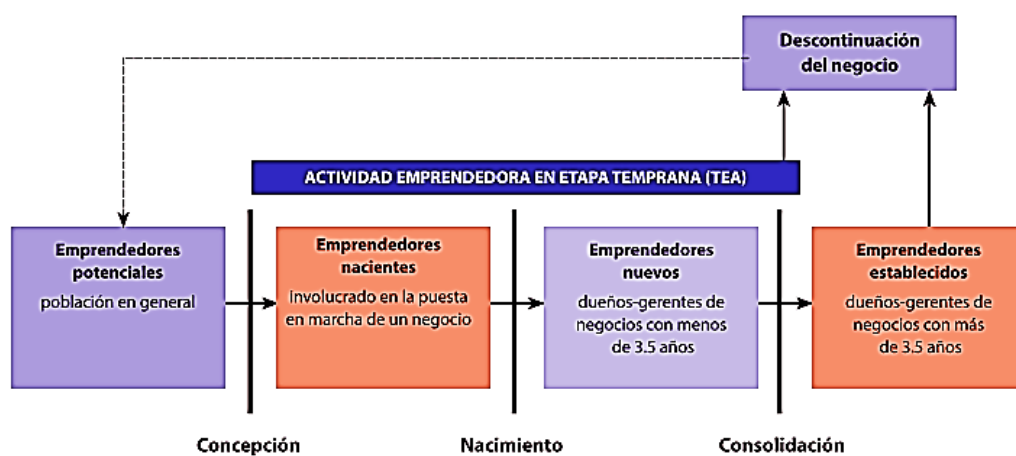 Descontinuación
del negocio
ACTIVIDAD EMPRENDEDORA EN ETAPA TEMPRANA (TEA)
Emprendedores
potenciales
población en general
Emprendedores
nacientes
involucrado en la puesta
en marcha de un negocio
Emprendedores
nuevos
dueños-gerentes de
negocios con menos
de 3.5 años
Emprendedores
establecidos
dueños-gerentes de
negocios con más
de 3.5 años
Concepción
Nacimiento
Consolidación